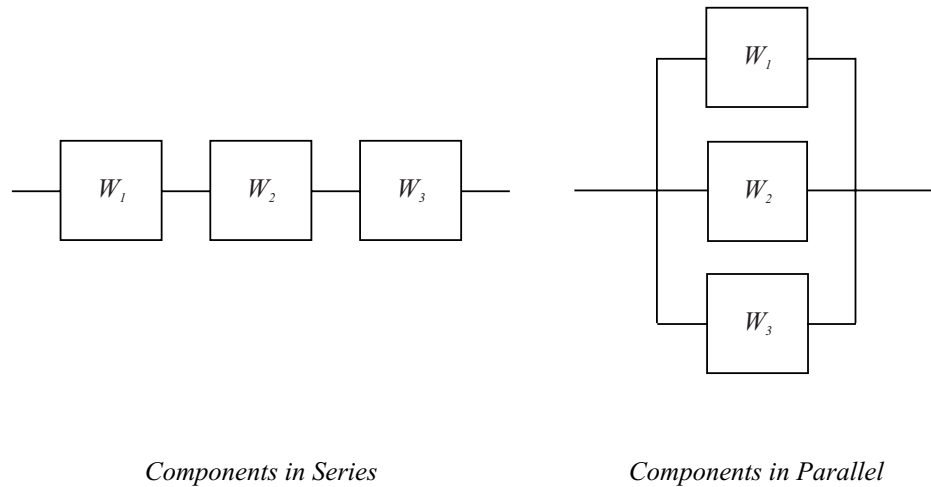 W₁
W₂
W₃
W₁
W₂
W₃
Components in Series
Components in Parallel